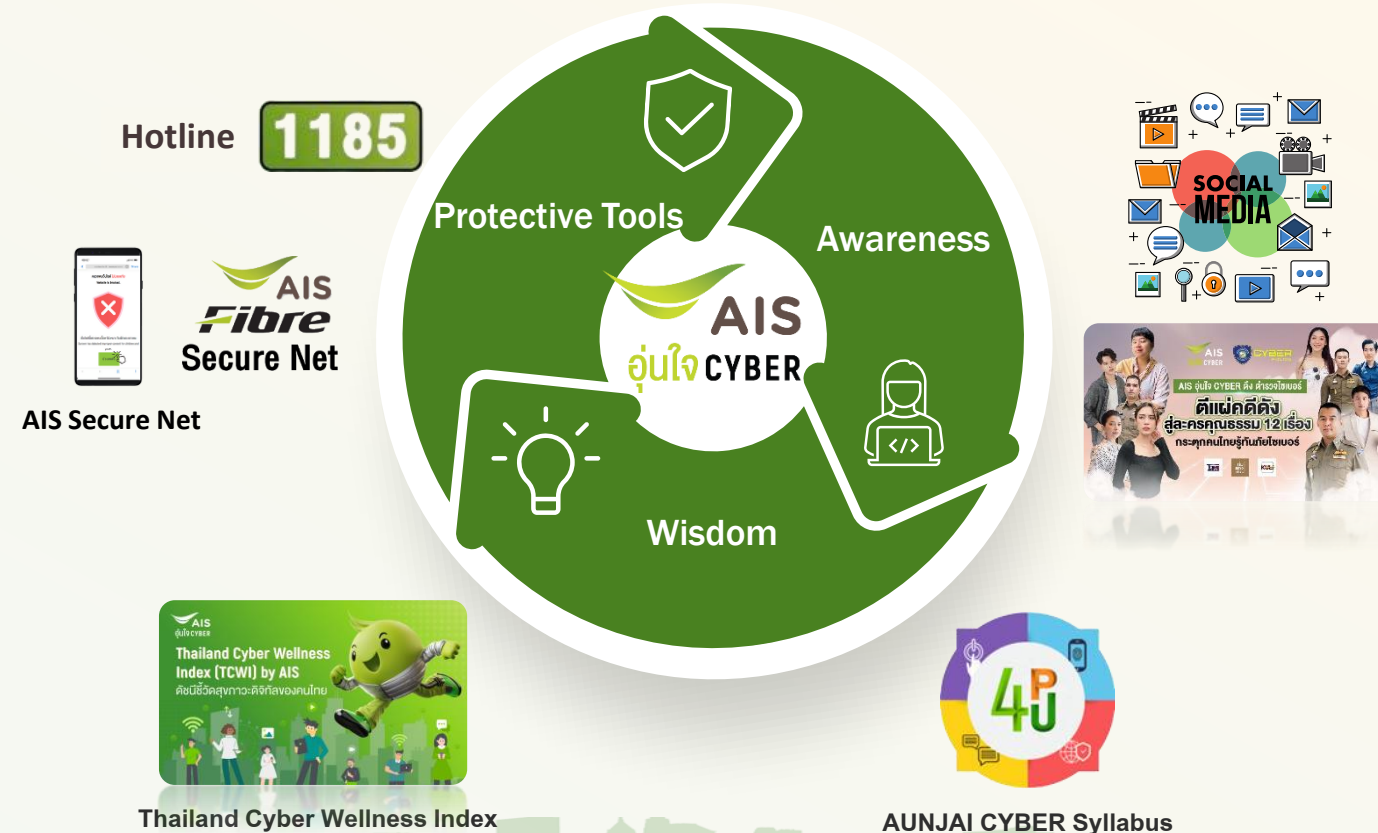 Hotline
1185
Protective Tools
Awareness
AIS
อุ่นใจ CYBER
Wisdom
AIS
Fibre
Secure Net
AIS Secure Net
SOCIAL
MEDIA
</>
AIS
CYBER
CYBER
AIS อุ่นใจ CYBER ดึง ตำรวจไซเบอร์
ตีแผ่คดีดัง
สู่ละครคุณธรรม 12 เรื่อง
กระตุกคนไทยรู้ทันภัยไซเบอร์
AIS
อุ่นใจ CYBER
Thailand Cyber Wellness
Index (TCWI) by AIS
ดัชนีชี้วัดสุขภาวะดิจิทัลของคนไทย
Thailand Cyber Wellness Index
4P
U
AUNJAI CYBER Syllabus